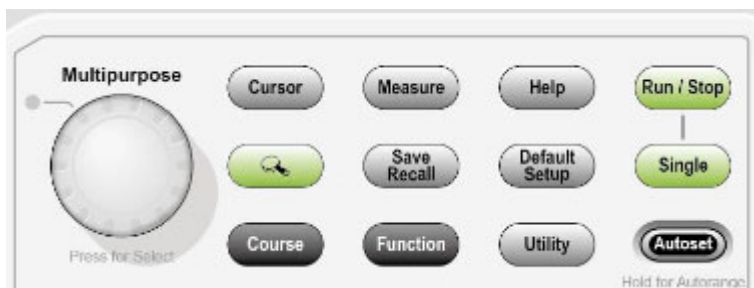 Multipurpose
Cursor
Measure
Help
Run / Stop
Save
Recall
Default
Setup
Single
Course
Function
Utility
Autoset
Press for Select
Hold for Autorange